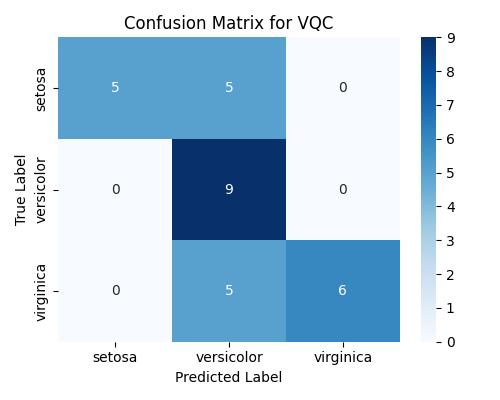 Confusion Matrix for VQC
setosa 5 5 0
versicolor 0 9 0
virginica 0 5 6
True Label
setosa versicolor virginica
Predicted Label
9
8
7
6
5
4
3
2
1
0